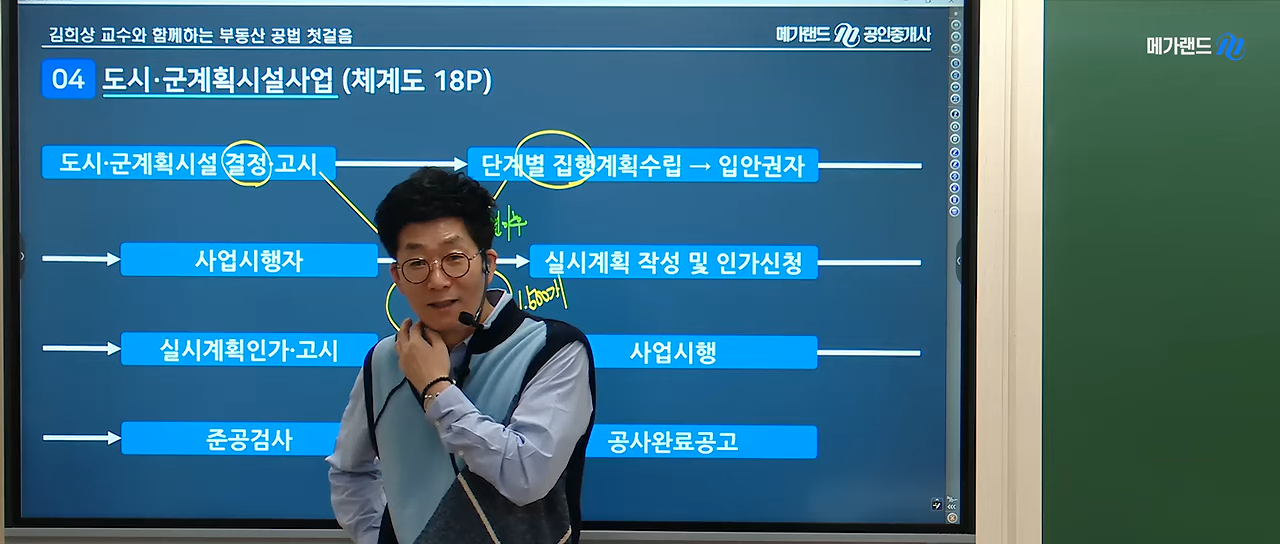 김희상 교수와 함께하는 부동산 공법 첫걸음
메가랜드 공인중개사
메가랜드
04 도시·군계획시설사업 (체계도 18P)
도시·군계획시설 결정·고시
단계별 집행계획수립 → 입안권자
사업시행자
실시계획 작성 및 인가신청
1.500개
실시계획인가·고시
사업시행
준공검사
공사완료공고